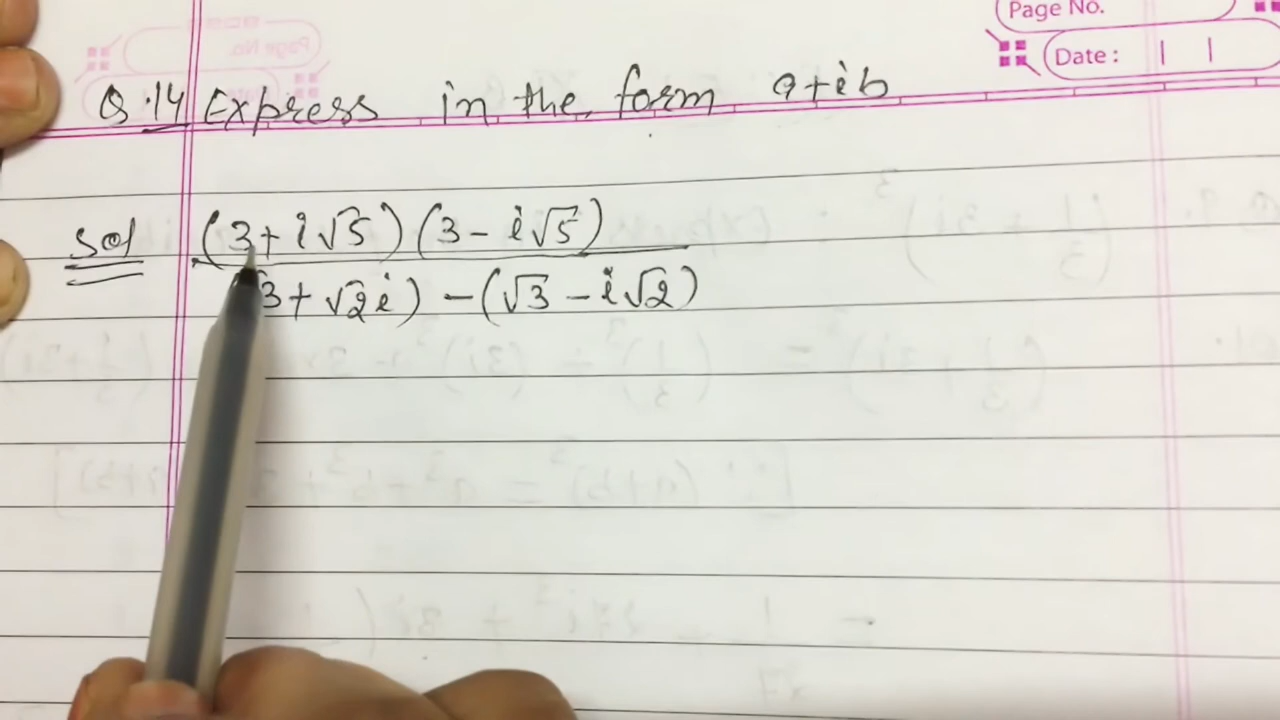 Page No.
Date :
Q.14 Express in the form a+ib
Sol (3+i√5)(3-i√5)
3+√2i)-(√3-i√2)